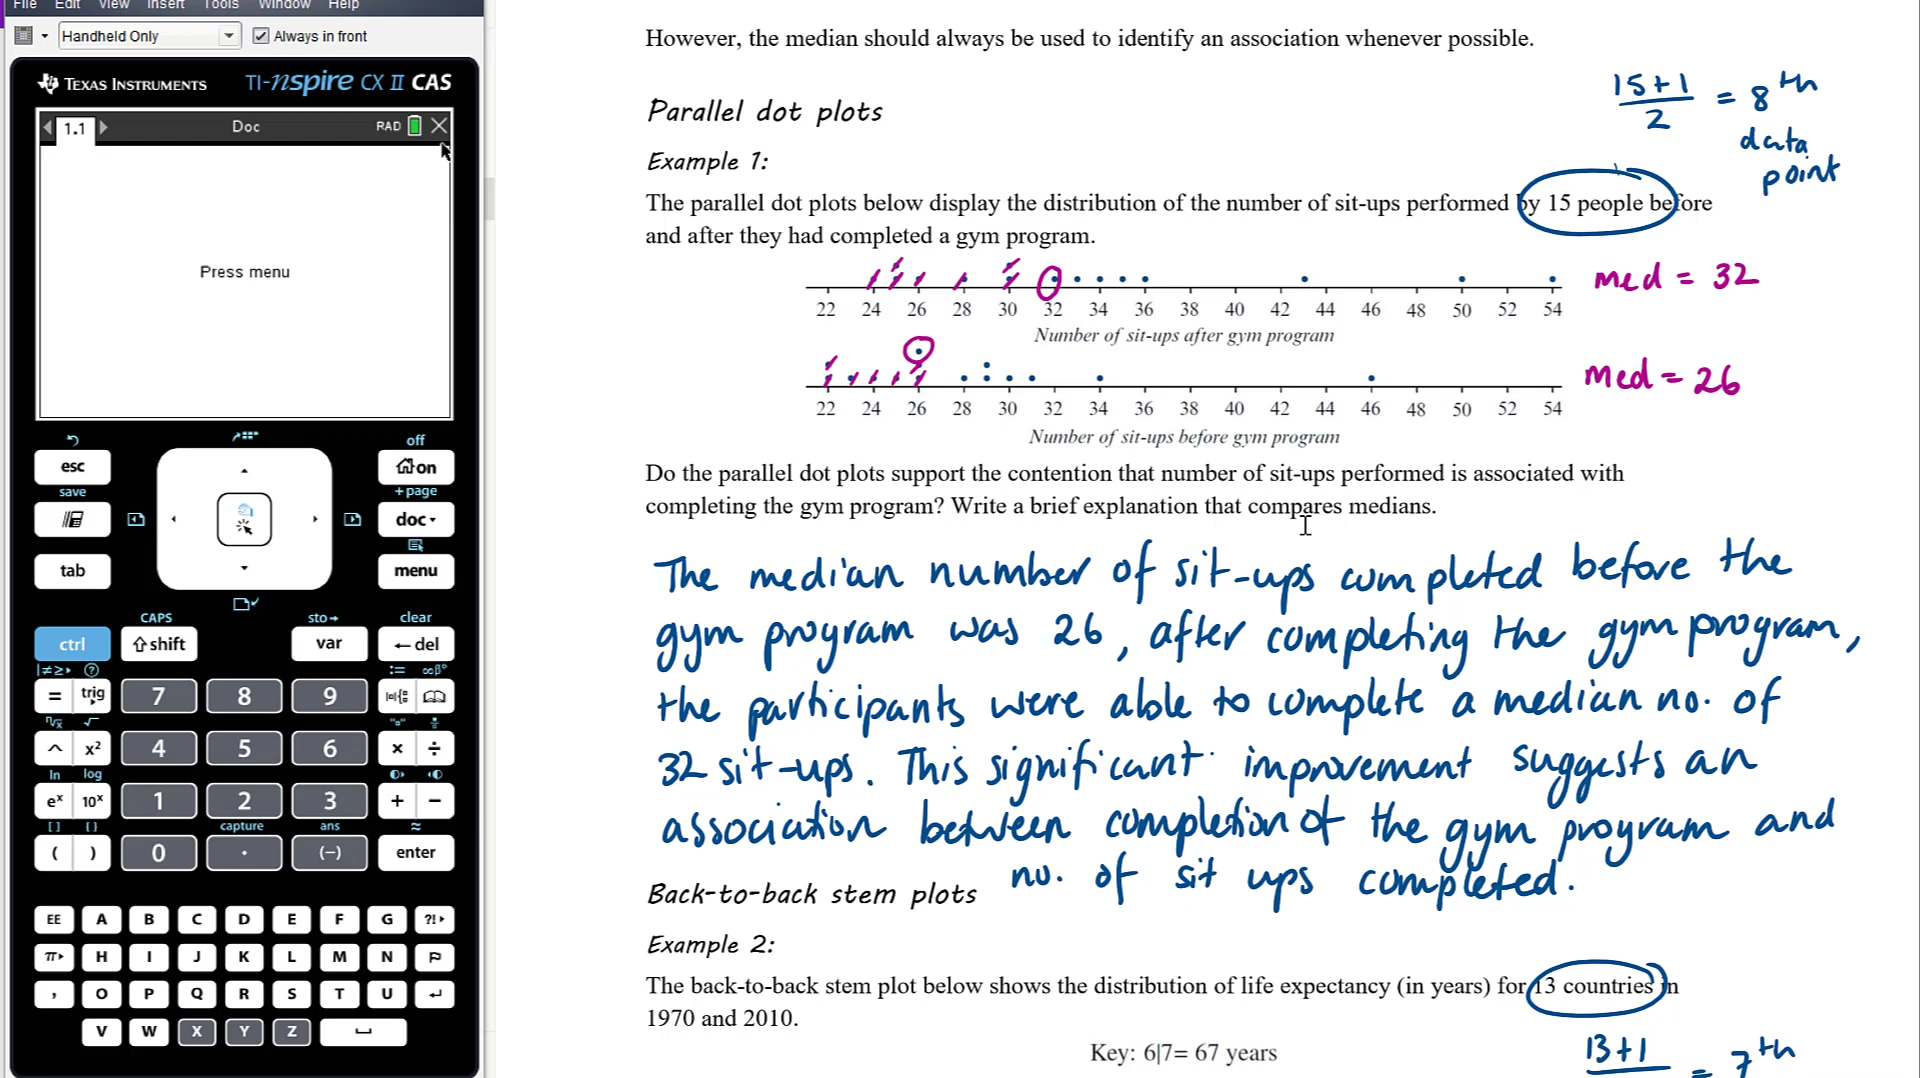 File Edit View Insert Tools Window Help
Handheld Only Always in front
TEXAS INSTRUMENTS TI-nspire CX II CAS
1.1 Doc RAD
Press menu
off
esc on
save +page
doc
tab menu
CAPS sto→ clear
ctrl shift var ←del
= trig 7 8 9
^ x² 4 5 6 × ÷
ln log
eˣ 10ˣ 1 2 3 + −
[ ] { } capture ans ≈
( ) 0 . (−) enter
EE A B C D E F G ?!▸
π▸ H I J K L M N
, O P Q R S T U
V W X Y Z
However, the median should always be used to identify an association whenever possible.
15+1
2
= 8th
data
point
Parallel dot plots
Example 1:
The parallel dot plots below display the distribution of the number of sit-ups performed by 15 people before
and after they had completed a gym program.
med = 32
22 24 26 28 30 32 34 36 38 40 42 44 46 48 50 52 54
Number of sit-ups after gym program
med = 26
22 24 26 28 30 32 34 36 38 40 42 44 46 48 50 52 54
Number of sit-ups before gym program
Do the parallel dot plots support the contention that number of sit-ups performed is associated with
completing the gym program? Write a brief explanation that compares medians.
The median number of sit-ups completed before the
gym program was 26, after completing the gym program,
the participants were able to complete a median no. of
32 sit-ups. This significant improvement suggests an
association between completion of the gym program and
no. of sit ups completed.
Back-to-back stem plots
Example 2:
The back-to-back stem plot below shows the distribution of life expectancy (in years) for 13 countries in
1970 and 2010.
Key: 6|7= 67 years
13+1
= 7th